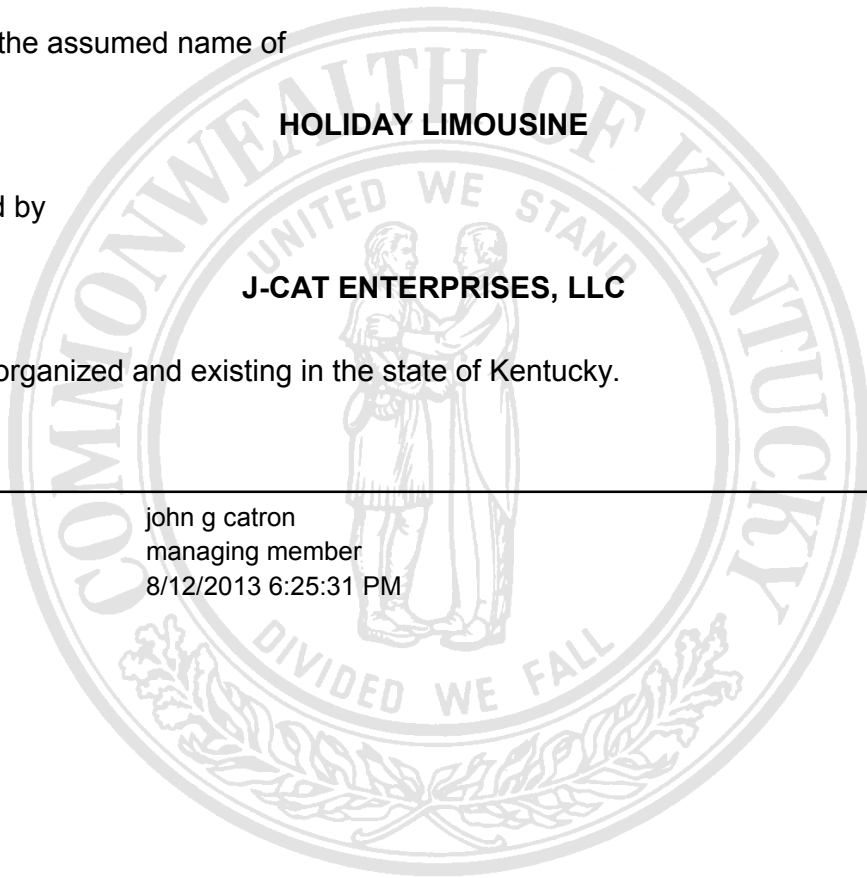 the assumed name of
HOLIDAY LIMOUSINE
d by
J-CAT ENTERPRISES, LLC
organized and existing in the state of Kentucky.
john g catron
managing member
8/12/2013 6:25:31 PM
COMMONWEALTH OF KENTUCKY
UNITED WE STAND
DIVIDED WE FALL